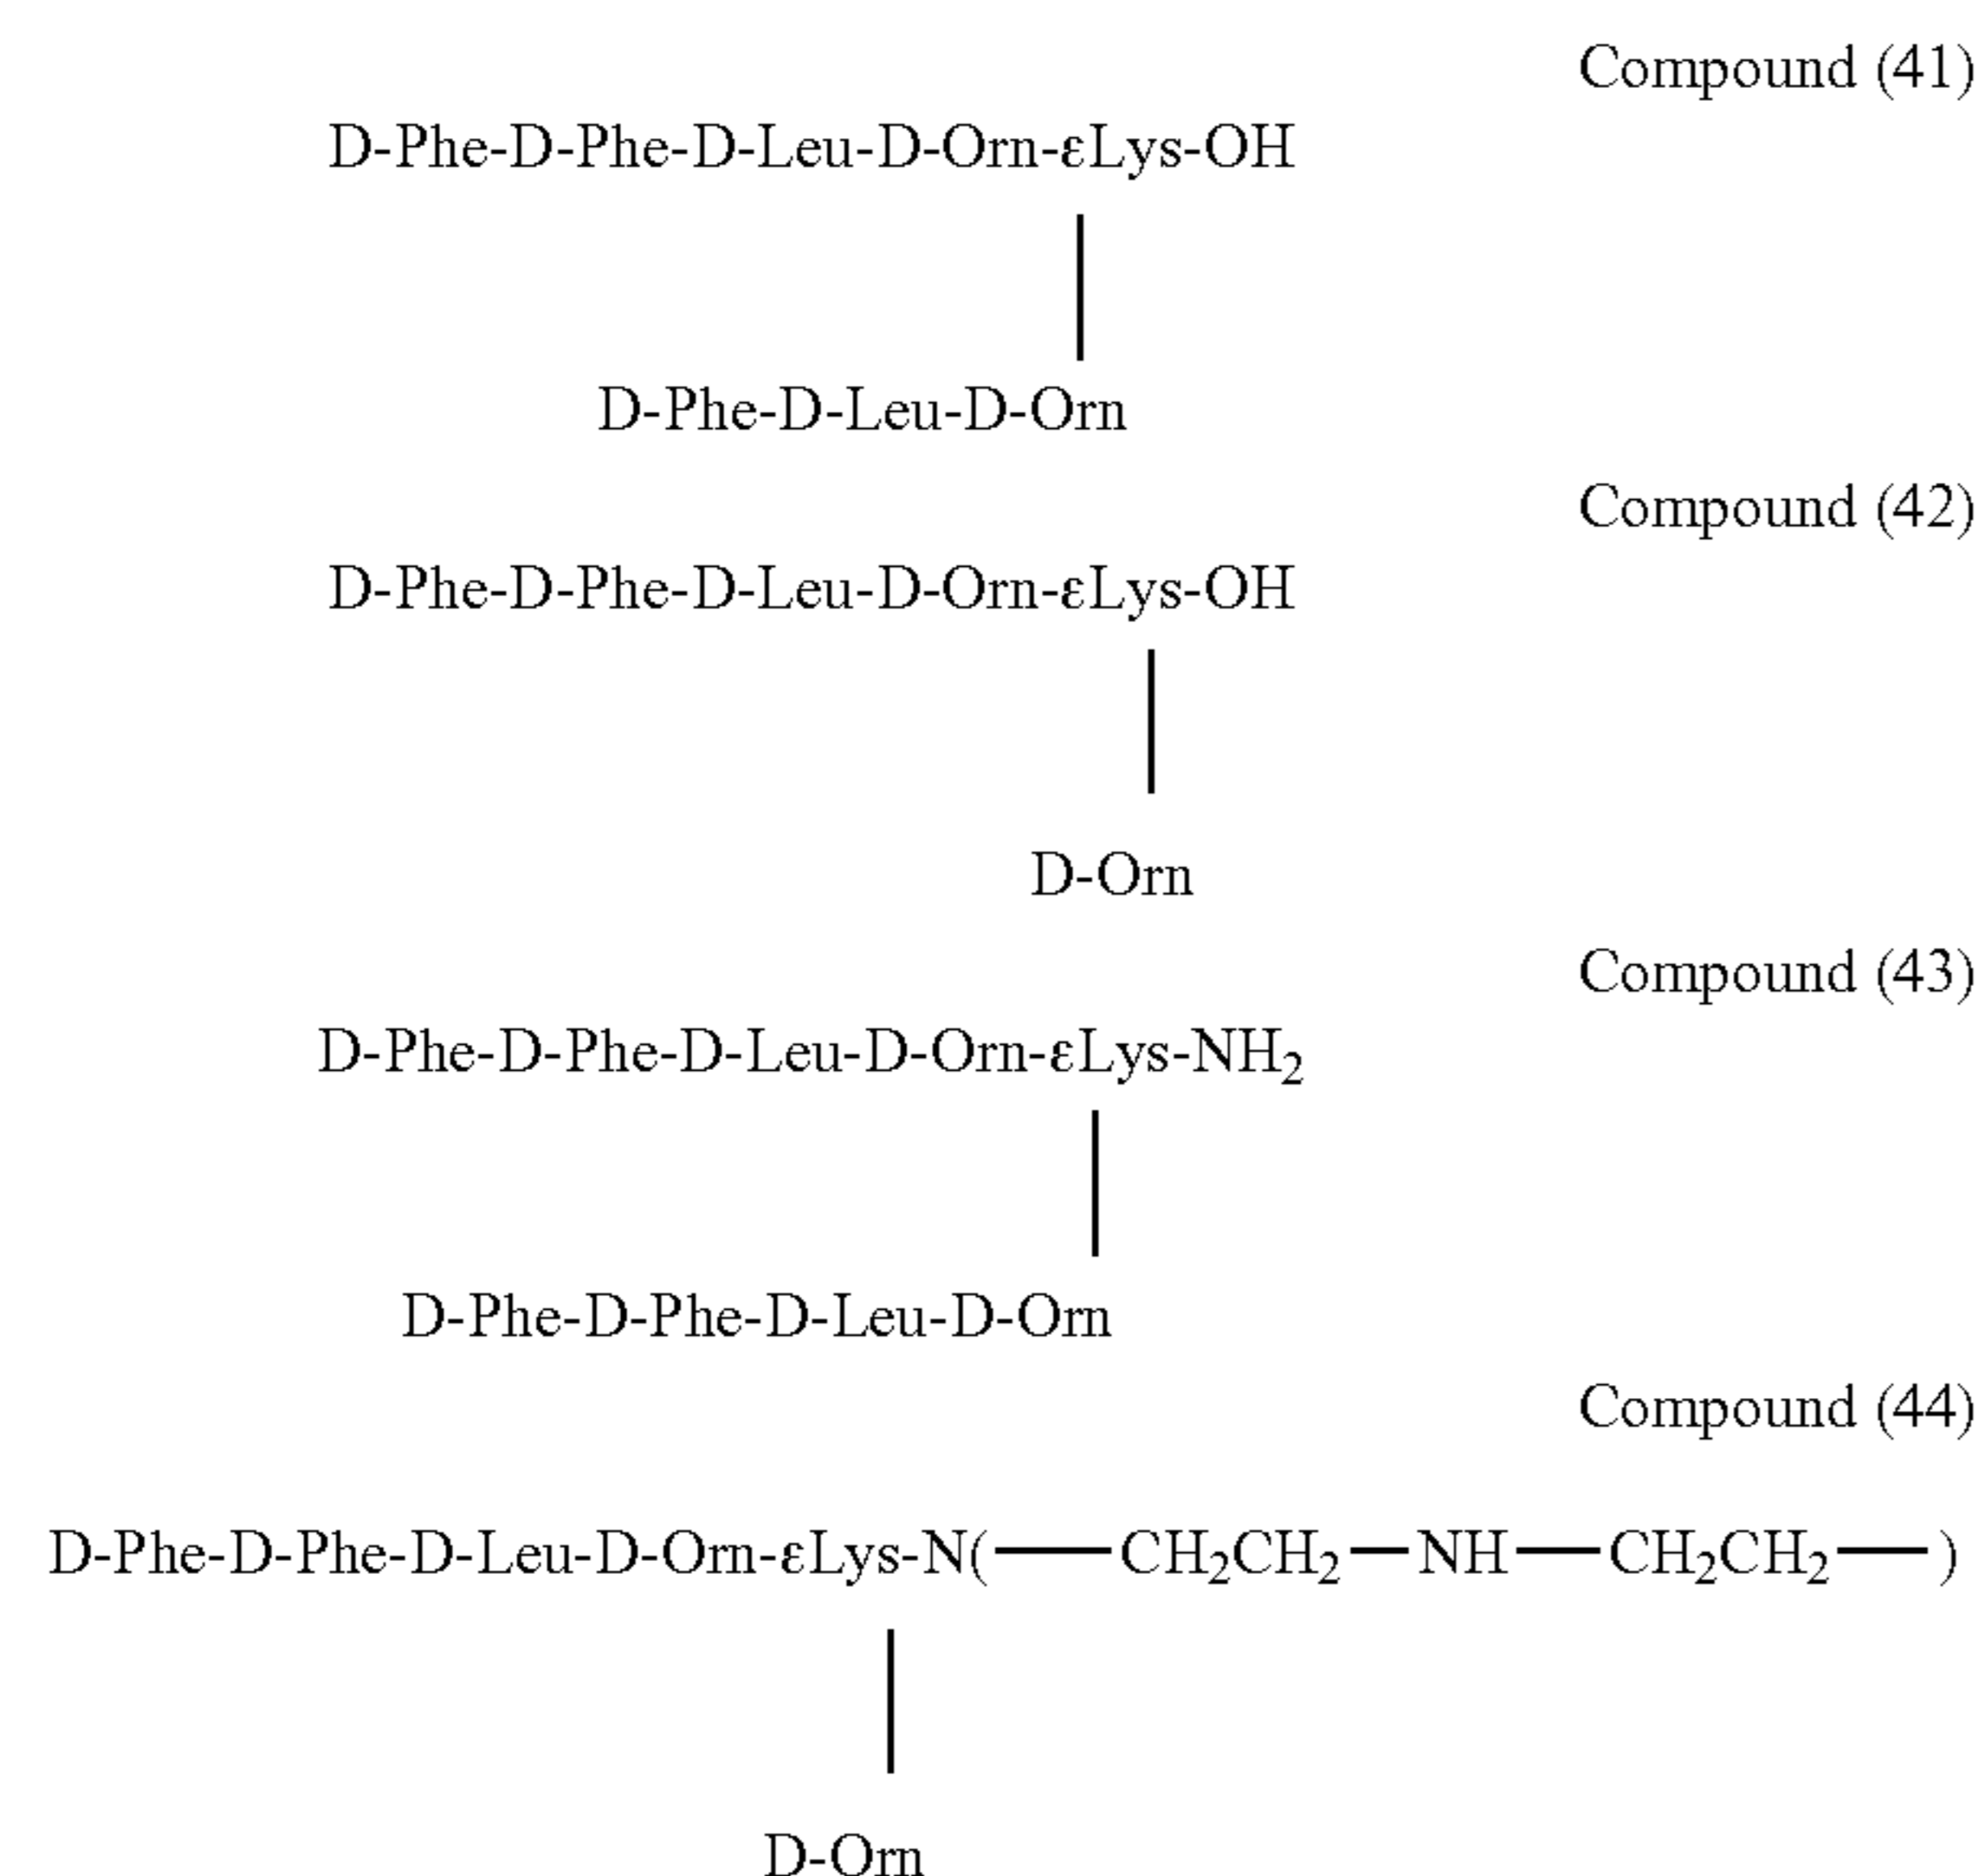 Compound (41)
D-Phe-D-Phe-D-Leu-D-Orn-εLys-OH
D-Phe-D-Leu-D-Orn
Compound (42)
D-Phe-D-Phe-D-Leu-D-Orn-εLys-OH
D-Orn
Compound (43)
D-Phe-D-Phe-D-Leu-D-Orn-εLys-NH₂
D-Phe-D-Phe-D-Leu-D-Orn
Compound (44)
D-Phe-D-Phe-D-Leu-D-Orn-εLys-N(—CH₂CH₂—NH—CH₂CH₂—)
D-Orn